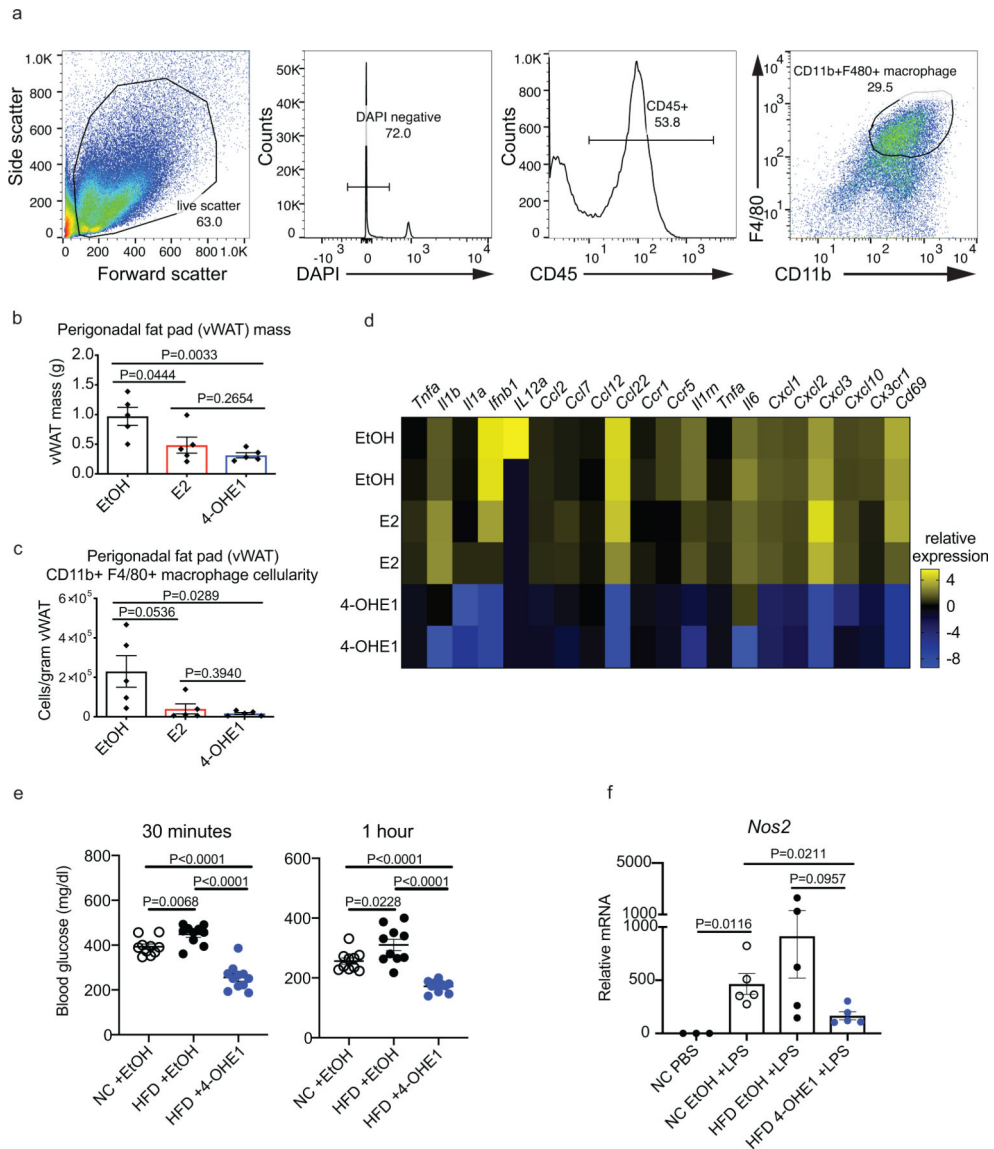 a
1.0K
800
600
400
200
0
Side scatter
live scatter
63.0
200
400
600
800 1.0K
Forward scatter
50K
40K
30K
20K
10K
0
Counts
DAPI negative
72.0
-10³
0
10³
10⁴
DAPI
1.0K
800
600
400
200
0
Counts
CD45+
53.8
10¹
10²
10³
10⁴
CD45
CD11b+F480+ macrophage
29.5
10⁴
10³
10²
10¹
F4/80
10¹
10²
10³
10⁴
CD11b
b
Perigonadal fat pad (vWAT) mass
P=0.0033
P=0.0444
P=0.2654
2.0
1.5
1.0
0.5
0.0
vWAT mass (g)
EtOH
E2
4-OHE1
c
Perigonadal fat pad (vWAT)
CD11b+ F4/80+ macrophage cellularity
P=0.0289
P=0.0536
P=0.3940
6×10⁵
4×10⁵
2×10⁵
0
Cells/gram vWAT
EtOH
E2
4-OHE1
d
Tnfa
Il1b
Il1a
Ifnb1
IL12a
Ccl2
Ccl7
Ccl12
Ccl22
Ccr1
Ccr5
Il1rn
Tnfa
Il6
Cxcl1
Cxcl2
Cxcl3
Cxcl10
Cx3cr1
Cd69
EtOH
EtOH
E2
E2
4-OHE1
4-OHE1
relative
expression
4
0
-4
-8
e
30 minutes
P<0.0001
P<0.0001
P=0.0068
800
600
400
200
0
Blood glucose (mg/dl)
NC +EtOH
HFD +EtOH
HFD +4-OHE1
1 hour
P<0.0001
P<0.0001
P=0.0228
600
400
200
0
NC +EtOH
HFD +EtOH
HFD +4-OHE1
f
Nos2
P=0.0211
P=0.0957
P=0.0116
5000
1000
1000
500
0
Relative mRNA
NC PBS
NC EtOH +LPS
HFD EtOH +LPS
HFD 4-OHE1 +LPS